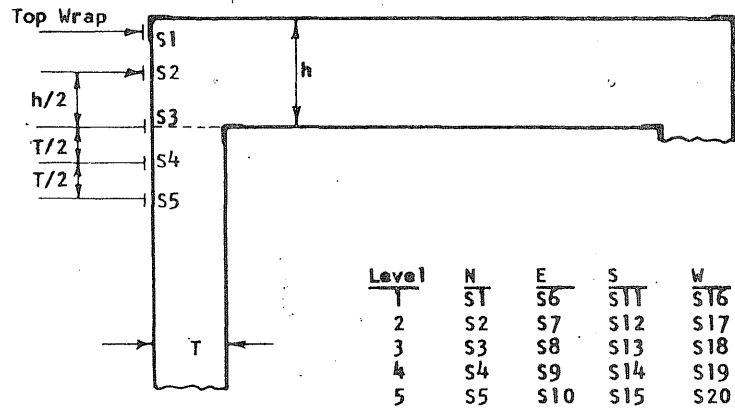 Top Wrap
S1
S2
h
h/2
S3
T/2
S4
T/2
S5
Level N E S W
1 S1 S6 S11 S16
2 S2 S7 S12 S17
3 S3 S8 S13 S18
4 S4 S9 S14 S19
5 S5 S10 S15 S20
T